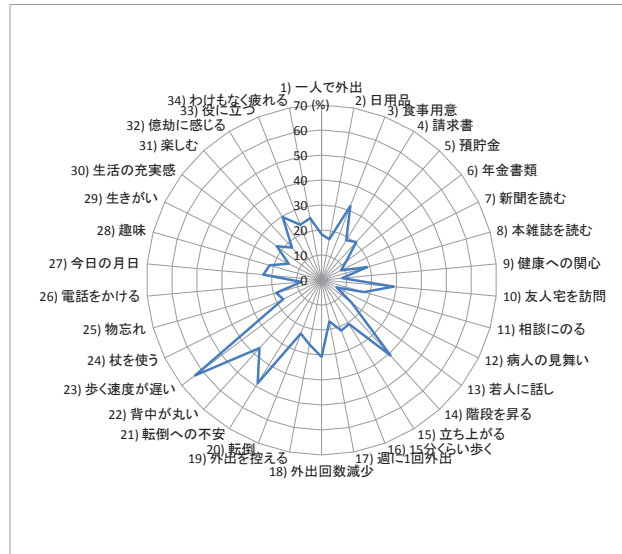 1) 一人で外出
2) 日用品
3) 食事用意
4) 請求書
5) 預貯金
6) 年金書類
7) 新聞を読む
8) 本雑誌を読む
9) 健康への関心
10) 友人宅を訪問
11) 相談にのる
12) 病人の見舞い
13) 若人に話し
14) 階段を昇る
15) 立ち上がる
16) 15分くらい歩く
17) 週に1回外出
18) 外出回数減少
19) 外出を控える
20) 転倒
21) 転倒への不安
22) 背中が丸い
23) 歩く速度が遅い
24) 杖を使う
25) 物忘れ
26) 電話をかける
27) 今日の月日
28) 趣味
29) 生きがい
30) 生活の充実感
31) 楽しむ
32) 億劫に感じる
33) 役に立つ
34) わけもなく疲れる
70 (%)
60
50
40
30
20
10
0